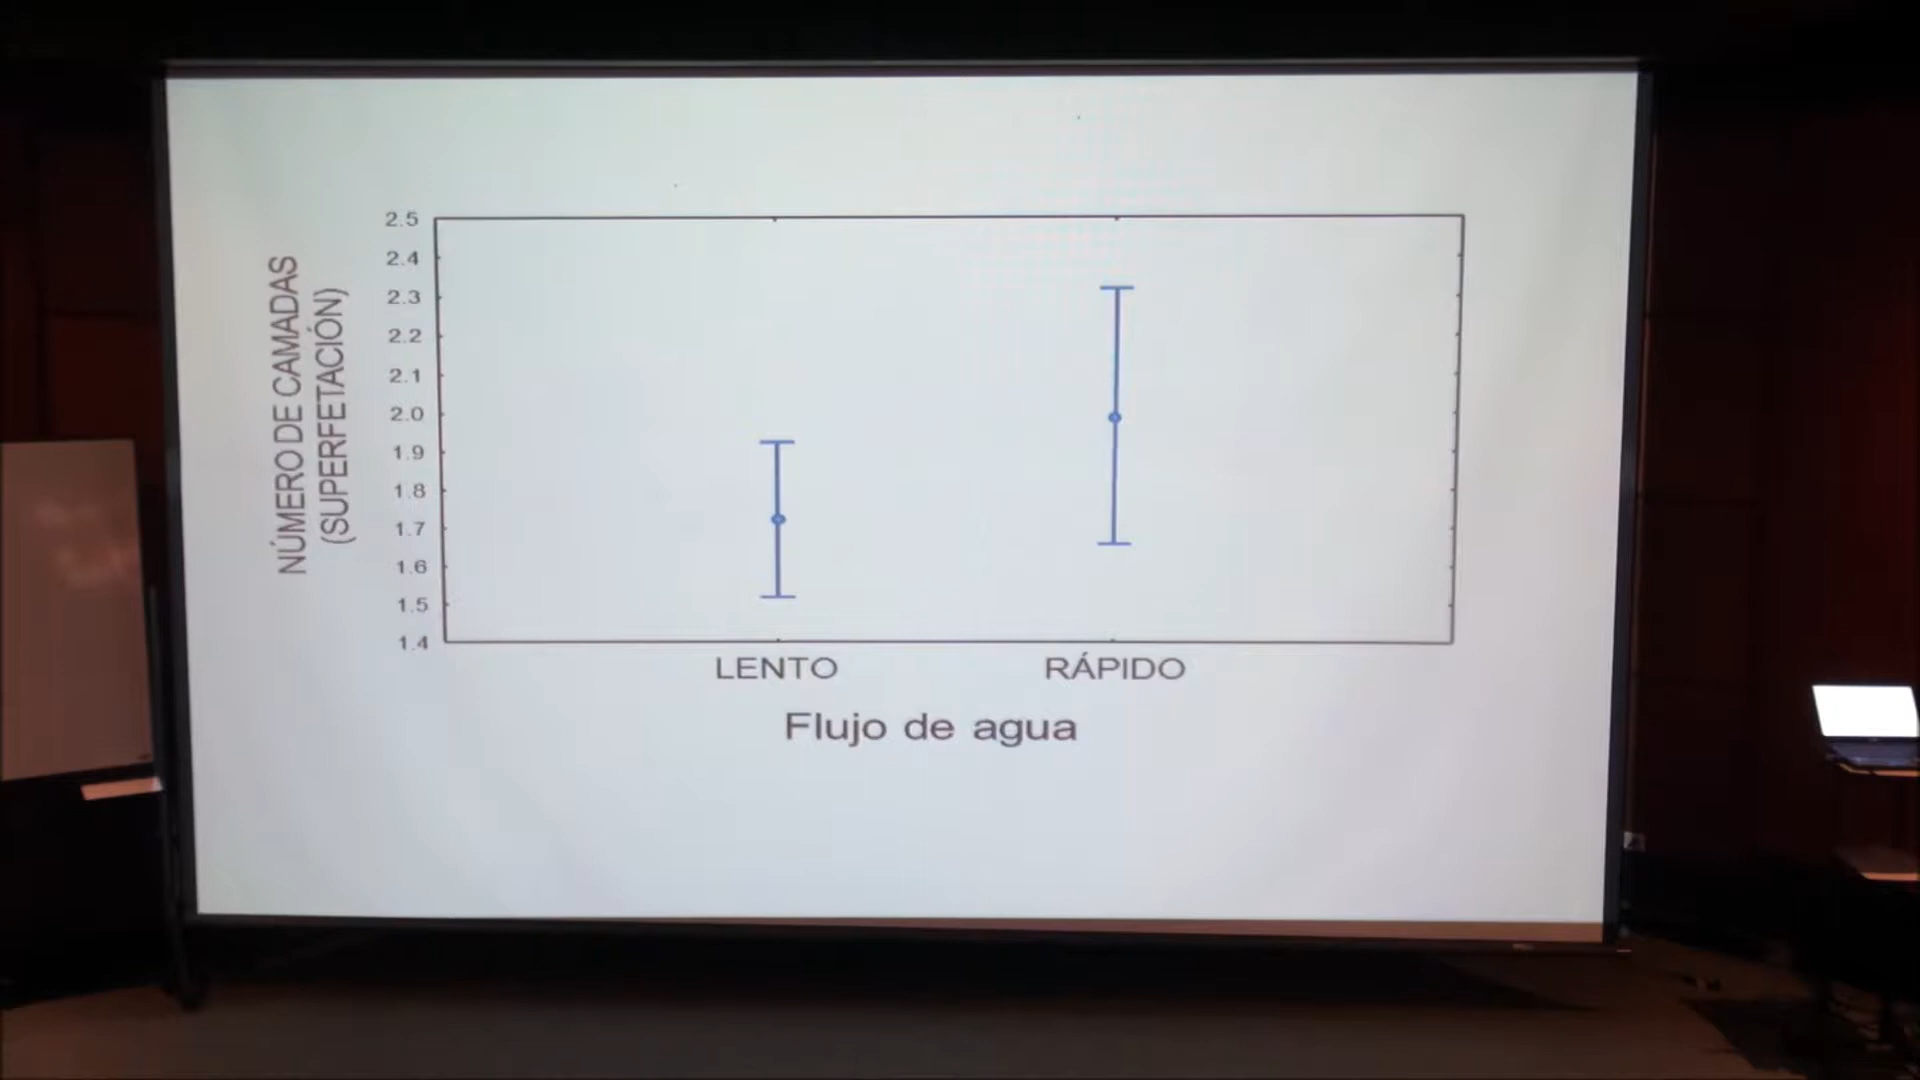 NÚMERO DE CAMADAS
(SUPERFETACIÓN)
2.5
2.4
2.3
2.2
2.1
2.0
1.9
1.8
1.7
1.6
1.5
1.4
LENTO
RÁPIDO
Flujo de agua